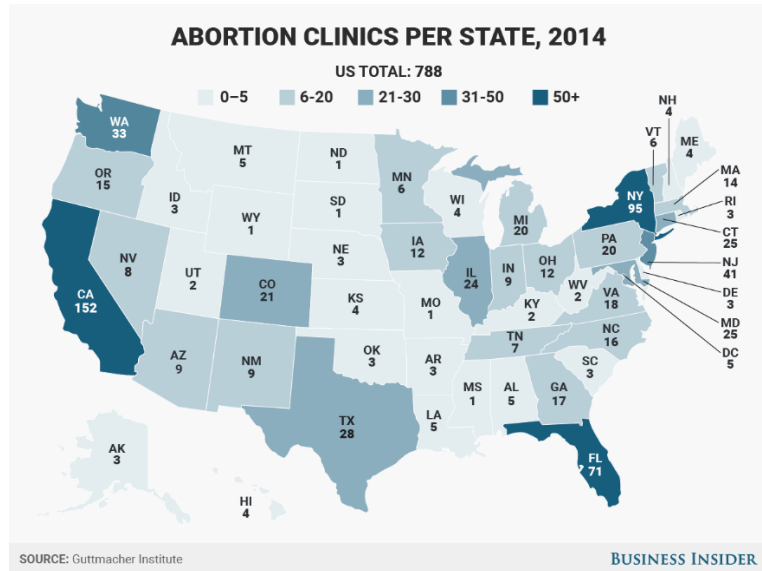 ABORTION CLINICS PER STATE, 2014
US TOTAL: 788
0–5
6-20
21-30
31-50
50+
WA
33
OR
15
CA
152
NV
8
ID
3
MT
5
WY
1
UT
2
AZ
9
CO
21
NM
9
ND
1
SD
1
NE
3
KS
4
OK
3
TX
28
MN
6
IA
12
MO
1
AR
3
LA
5
WI
4
IL
24
MI
20
IN
9
OH
12
KY
2
TN
7
MS
1
AL
5
GA
17
FL
71
SC
3
NC
16
VA
18
WV
2
PA
20
NY
95
VT
6
NH
4
ME
4
MA
14
RI
3
CT
25
NJ
41
DE
3
MD
25
DC
5
AK
3
HI
4
SOURCE: Guttmacher Institute
BUSINESS INSIDER